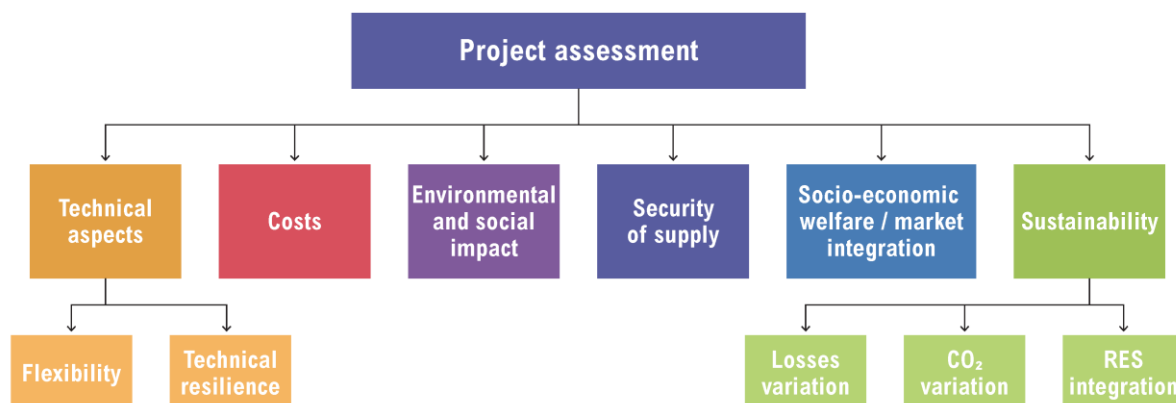 Project assessment
Technical
aspects
Costs
Environmental
and social
impact
Security
of supply
Socio-economic
welfare / market
integration
Sustainability
Flexibility
Technical
resilience
Losses
variation
CO₂
variation
RES
integration